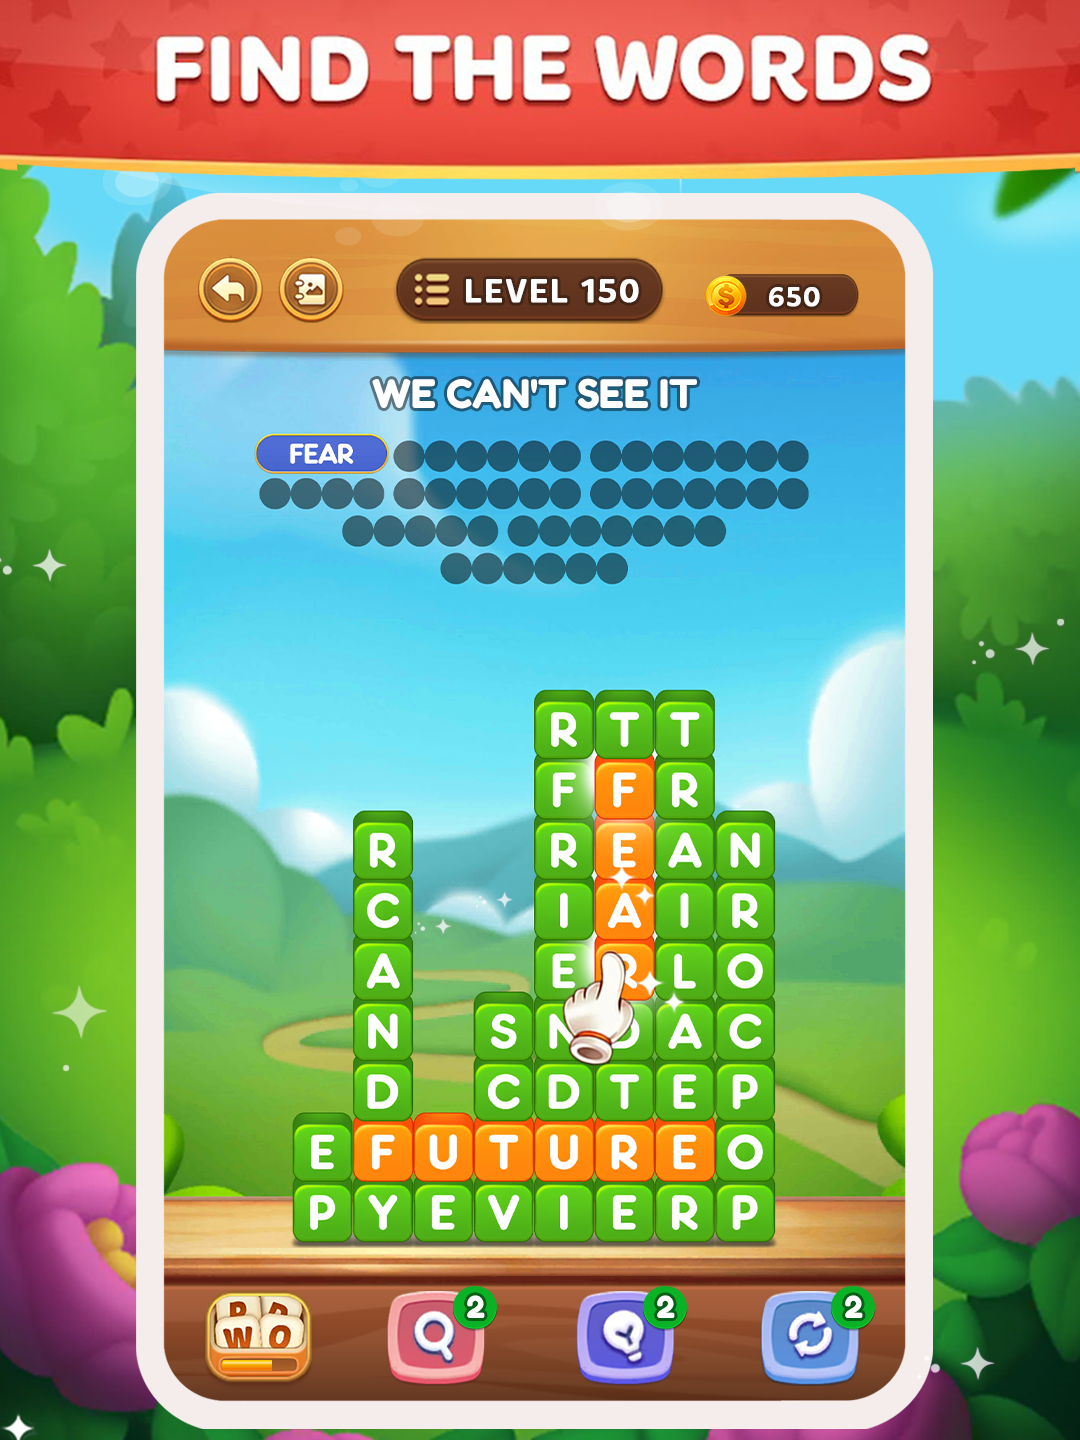 FIND THE WORDS
LEVEL 150
650
WE CAN'T SEE IT
FEAR
R T T
F F R
R R E A N
C I A I R
A E R L O
N S N A C
D C D T E P
E F U T U R E O
P Y E V I E R P
P D
W O
2
2
2